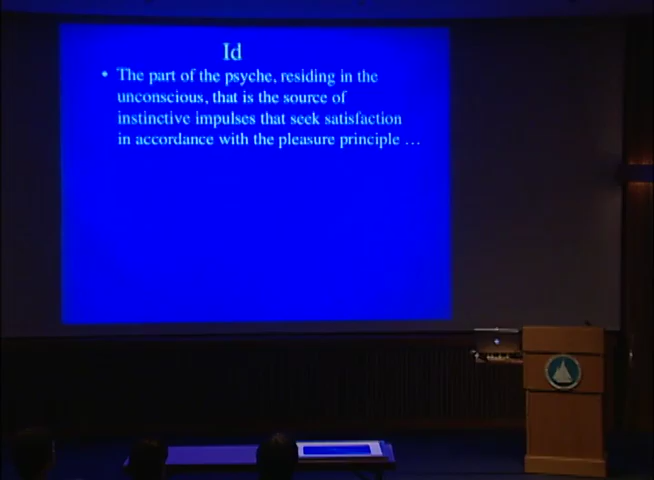 Id
• The part of the psyche, residing in the
unconscious, that is the source of
instinctive impulses that seek satisfaction
in accordance with the pleasure principle …